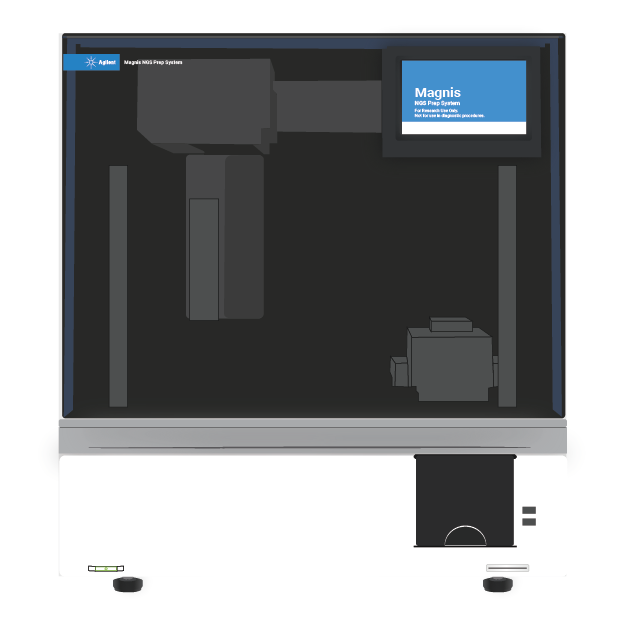 Agilent Magnis NGS Prep System
Magnis
NGS Prep System
For Research Use Only.
Not for use in diagnostic procedures.